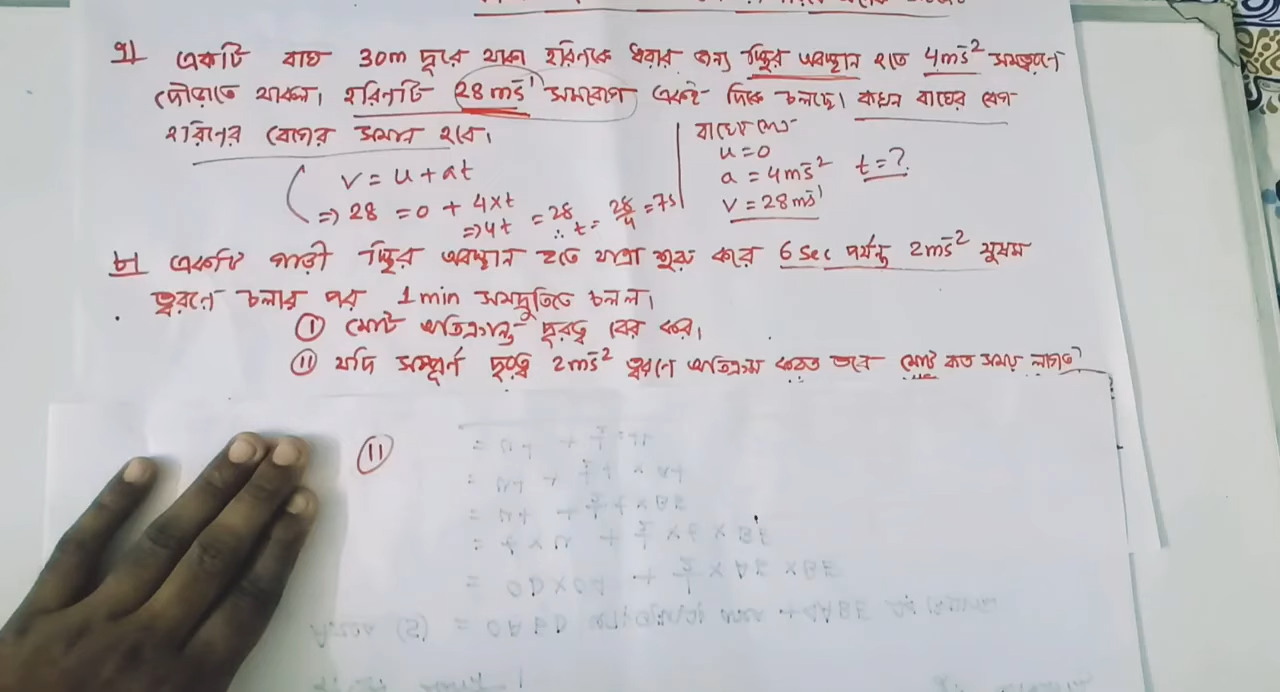 ৭) একটি বাঘ 30m দূরে থাকা হরিনকে ধরার জন্য স্থির অবস্থান হতে 4ms⁻² সমত্বরণে
দৌড়াতে থাকল। হরিনটি 28ms⁻¹ সমবেগে একই দিকে চলছে। কখন বাঘের বেগ
হরিনের বেগের সমান হবে।
v = u + at
⇒ 28 = 0 + 4×t
⇒ 4t = 28 ∴ t = 28/4 = 7s
বাঘের
u = 0
a = 4ms⁻² t = ?
v = 28ms⁻¹
৮) একটি গাড়ী স্থির অবস্থান হতে যাত্রা শুরু করে 6 sec পর্যন্ত 2ms⁻² সুষম
ত্বরণে চলার পর 1 min সমদ্রুতিতে চলল।
(i) মোট অতিক্রান্ত দূরত্ব বের কর।
(ii) যদি সম্পূর্ন দূরত্ব 2ms⁻² ত্বরণে অতিক্রম করত তবে মোট কত সময় লাগত?
(ii)